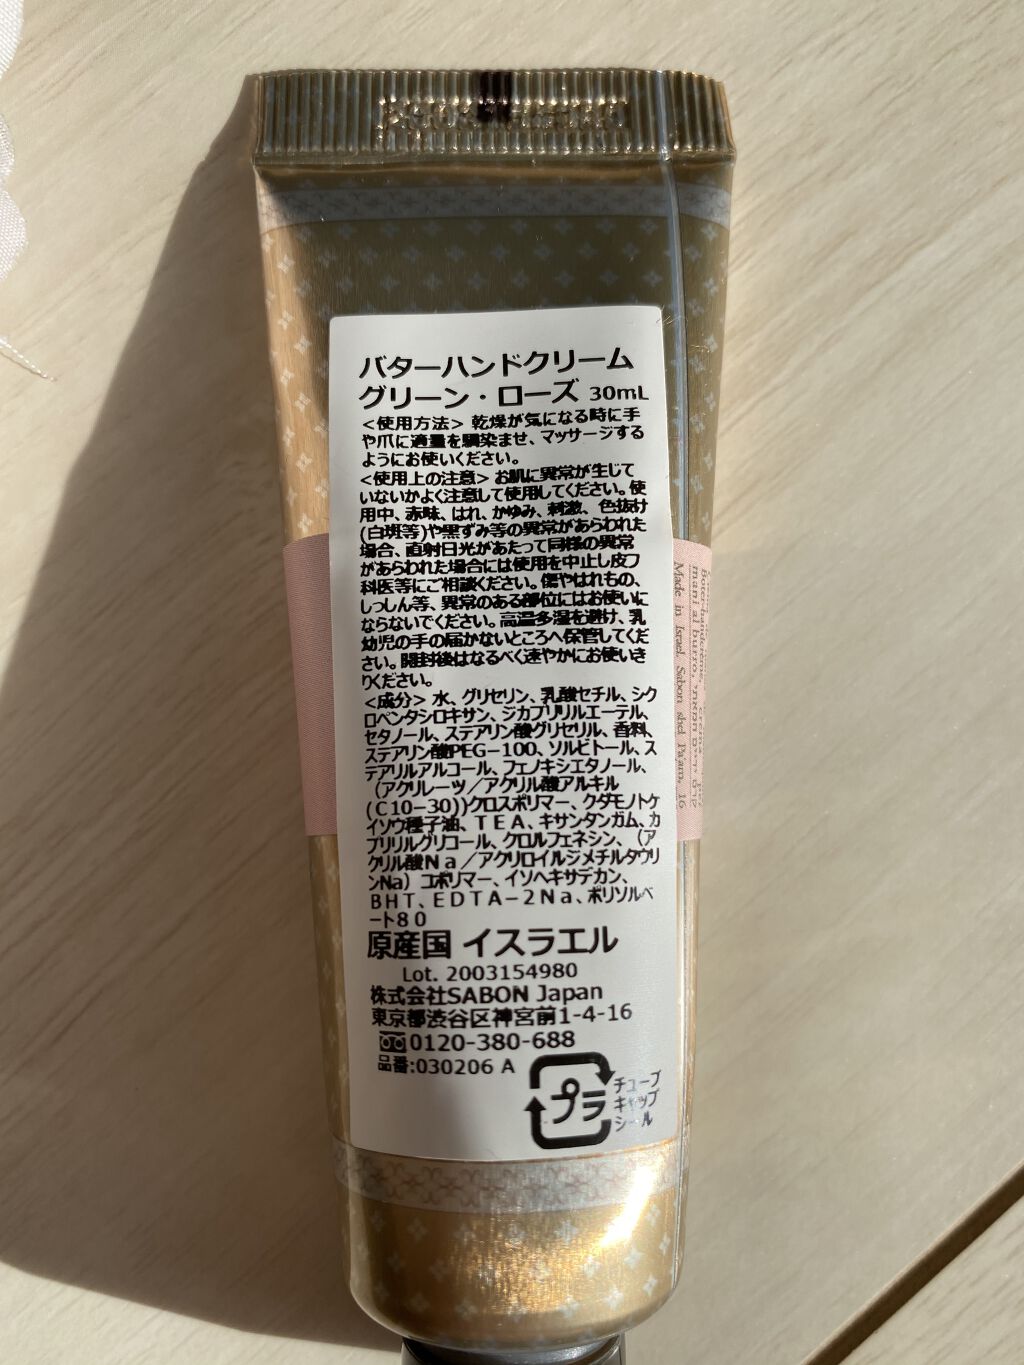 バターハンドクリーム
グリーン・ローズ 30mL
＜使用方法＞ 乾燥が気になる時に手
や爪に適量を馴染ませ、マッサージする
ようにお使いください。
＜使用上の注意＞ お肌に異常が生じて
いないかよく注意して使用してください。使
用中、赤味、はれ、かゆみ、刺激、色抜け
(白斑等)や黒ずみ等の異常があらわれた
場合、直射日光があたって同様の異常
があらわれた場合には使用を中止し皮フ
科医等にご相談ください。傷やはれもの、
しっしん等、異常のある部位にはお使いに
ならないでください。高温多湿を避け、乳
幼児の手の届かないところへ保管してくだ
さい。開封後はなるべく速やかにお使いき
りください。
＜成分＞ 水、グリセリン、乳酸セチル、シク
ロペンタシロキサン、ジカプリリルエーテル、
セタノール、ステアリン酸グリセリル、香料、
ステアリン酸PEG－100、ソルビトール、ス
テアリルアルコール、フェノキシエタノール、
（アクリレーツ／アクリル酸アルキル
(Ｃ10－30))クロスポリマー、クダモノトケ
イソウ種子油、ＴＥＡ、キサンタンガム、カ
プリリルグリコール、クロルフェネシン、（ア
クリル酸Ｎａ／アクリロイルジメチルタウリ
ンNa）コポリマー、イソヘキサデカン、
ＢＨＴ、ＥＤＴＡ－２Ｎａ、ポリソルベ
ート８０
原産国 イスラエル
Lot. 2003154980
株式会社SABON Japan
東京都渋谷区神宮前1-4-16
0120-380-688
品番:030206 A
プラ
チューブ
キャップ
シール
mani al burro,
Made in Israel. Sabon shel Pa'am, 16